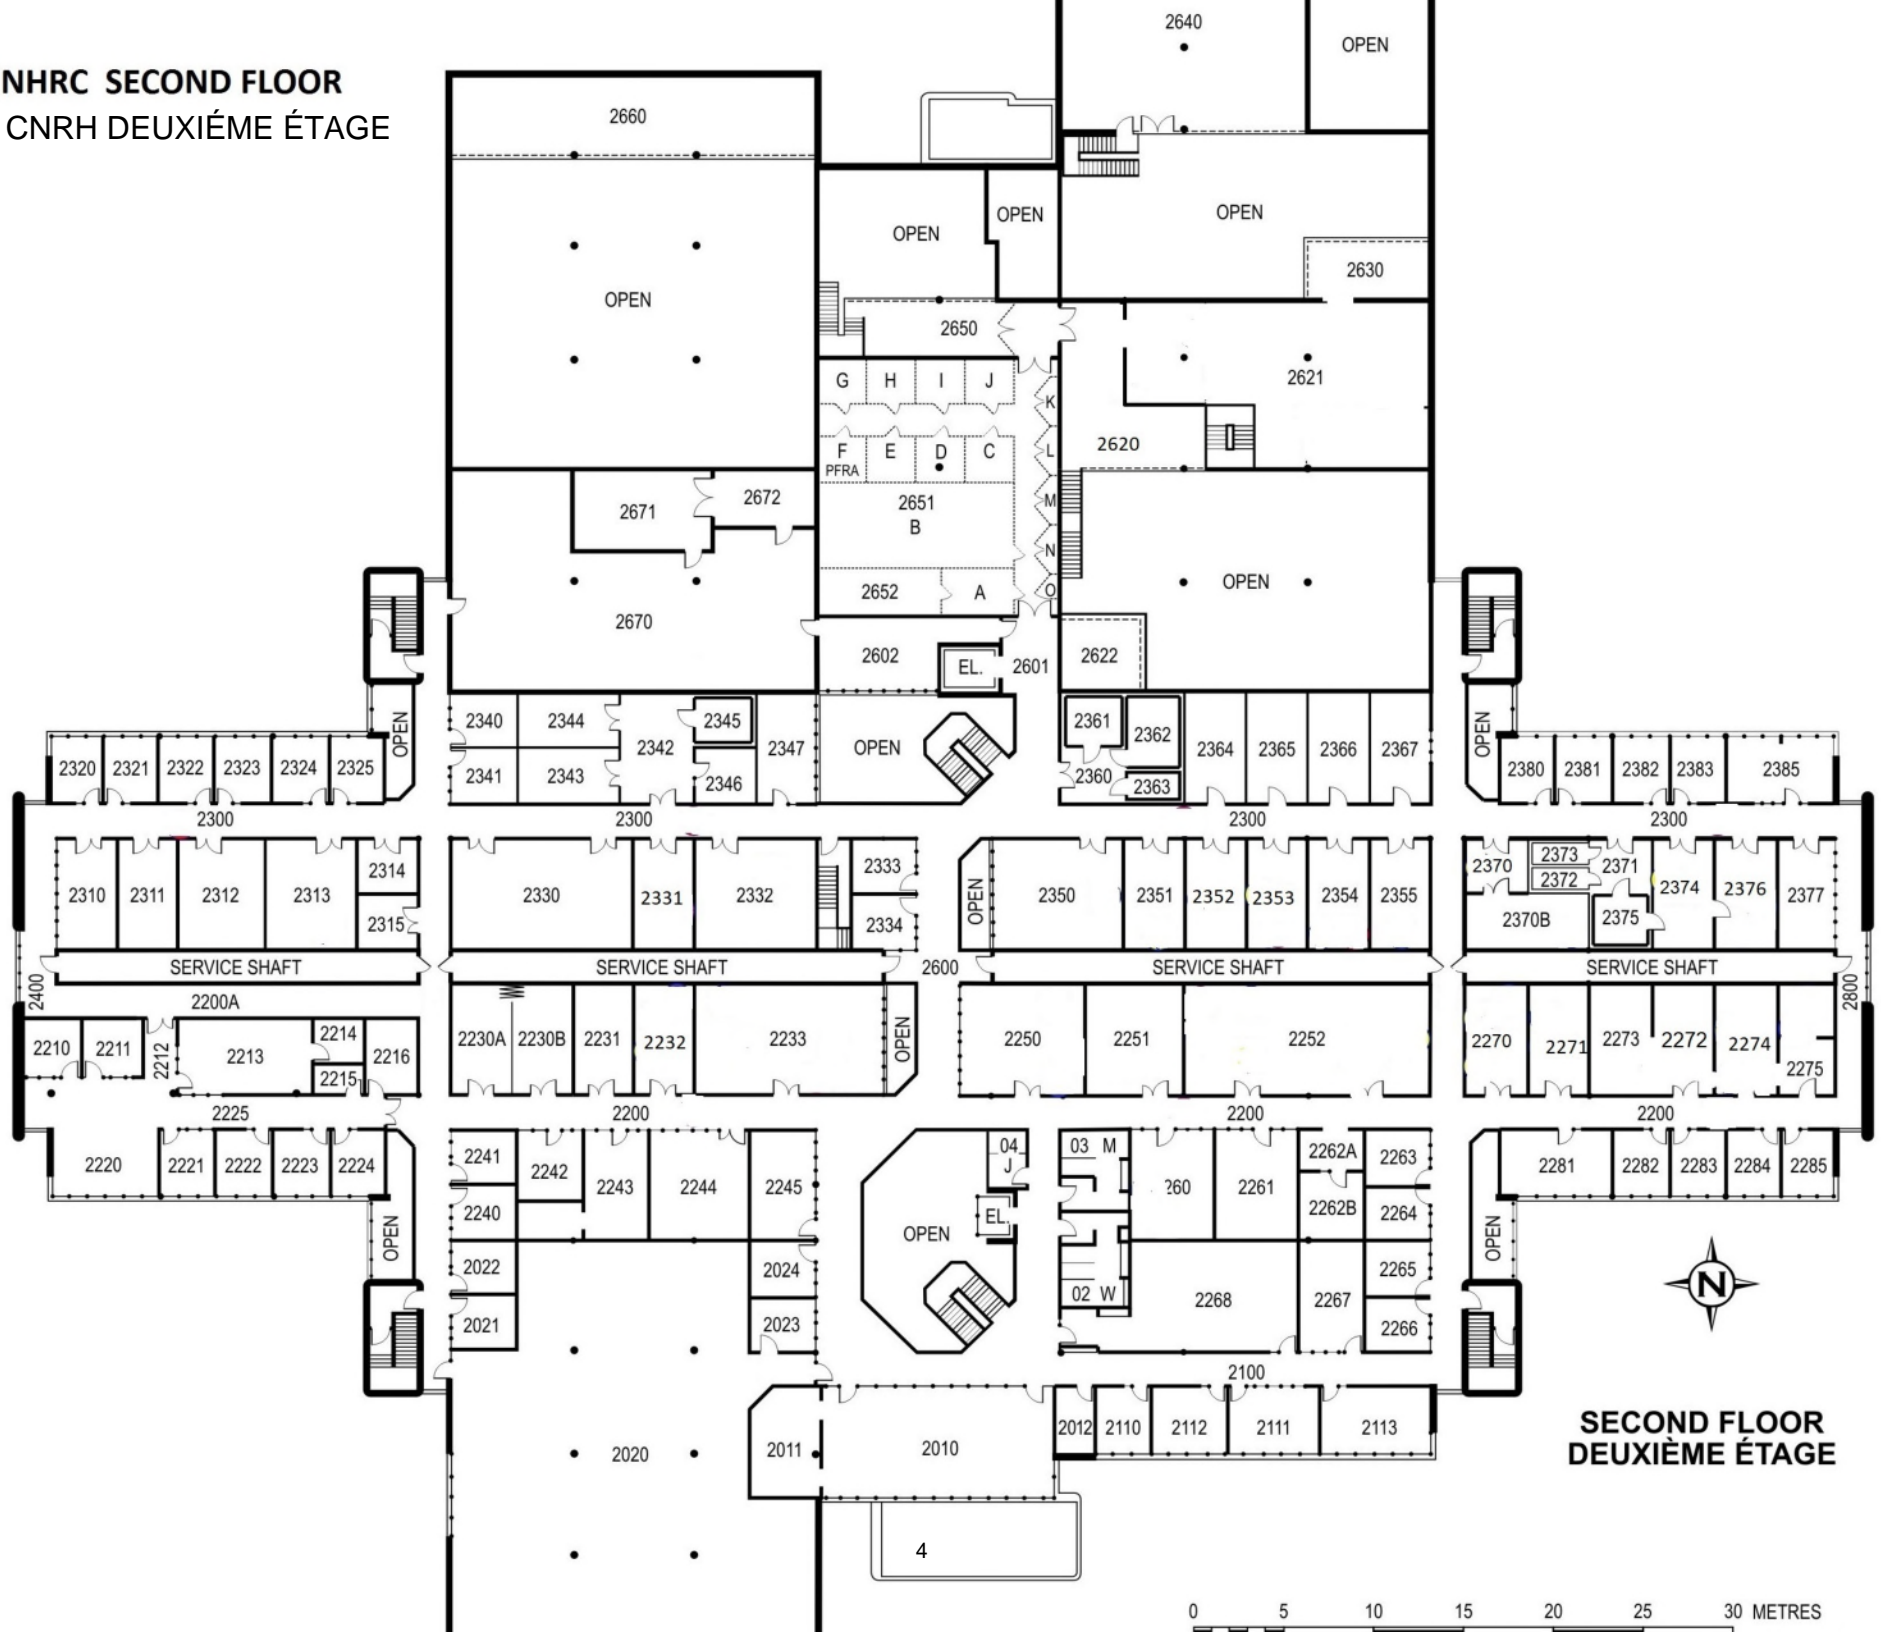 2640
OPEN
NHRC SECOND FLOOR
CNRH DEUXIÉME ÉTAGE
2660
OPEN
OPEN
OPEN
2630
OPEN
2650
2621
G H I J
K
2620
L
F E D C
PFRA
2671 2672
2651
B
M
N
2652 A O
OPEN
2670
2602 EL. 2601 2622
OPEN OPEN
2340 2344 2345
2342 2347
2341 2343 2346
OPEN
2361 2362
2360 2363
2364 2365 2366 2367
2320 2321 2322 2323 2324 2325
2380 2381 2382 2383 2385
2300 2300 2300 2300
2310 2311 2312 2313 2314
2315
2330 2331 2332 2333
2334
OPEN
2350 2351 2352 2353 2354 2355
2370 2373 2371
2372
2374 2376 2377
2370B 2375
SERVICE SHAFT SERVICE SHAFT 2600 SERVICE SHAFT SERVICE SHAFT
2400 2800
2200A
2210 2211 2212 2213 2214 2216
2215
2230A 2230B 2231 2232 2233
OPEN
2250 2251 2252
2270 2271 2273 2272 2274 2275
2225 2200 2200 2200
2220 2221 2222 2223 2224
2241 2242 2243 2244 2245
2240
04
J
03 M
260 2261 2262A 2263
2262B 2264
2281 2282 2283 2284 2285
EL.
OPEN OPEN OPEN
2022 2024
2021 2023
02 W
2268 2267 2265
2266
N
2100
2020 2011 2010 2012 2110 2112 2111 2113
SECOND FLOOR
DEUXIÈME ÉTAGE
4
0 5 10 15 20 25 30 METRES